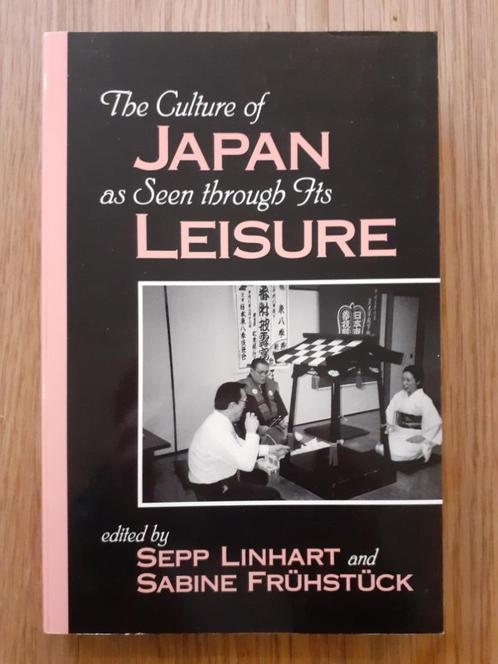 The Culture of
JAPAN
as Seen through Its
LEISURE
edited by
SEPP LINHART and
SABINE FRÜHSTÜCK